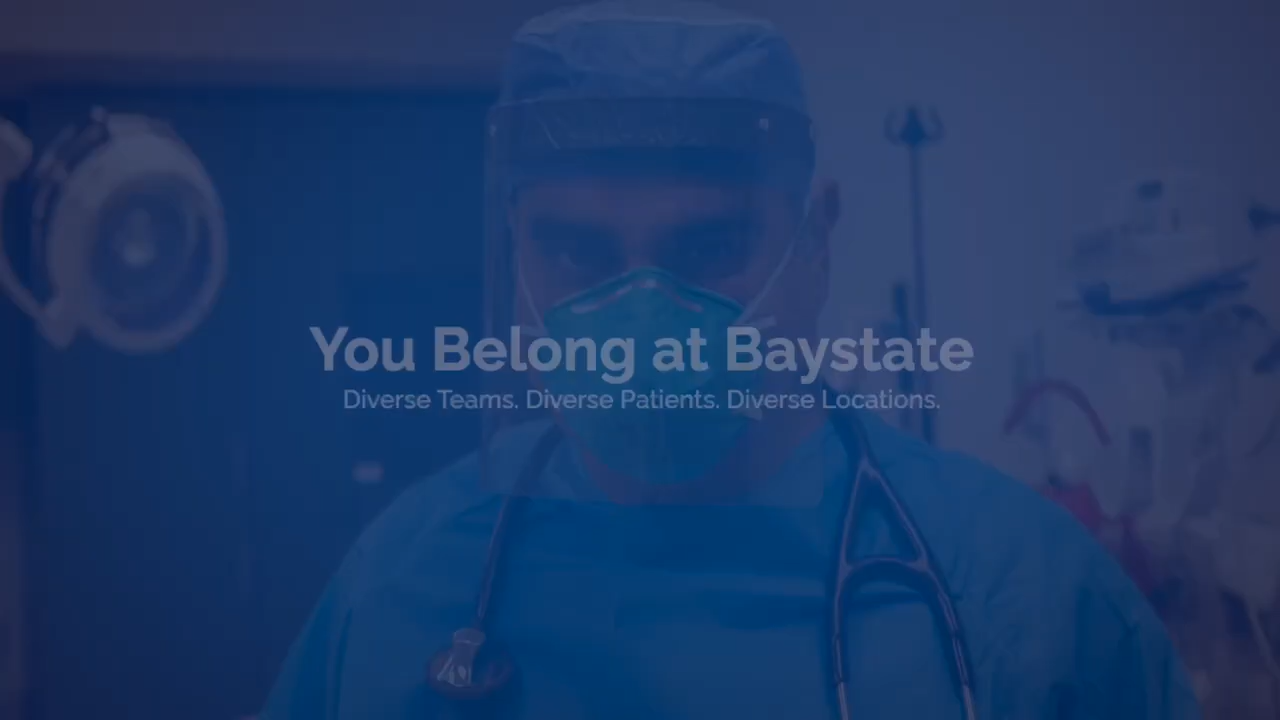 You Belong at Baystate
Diverse Teams. Diverse Patients. Diverse Locations.